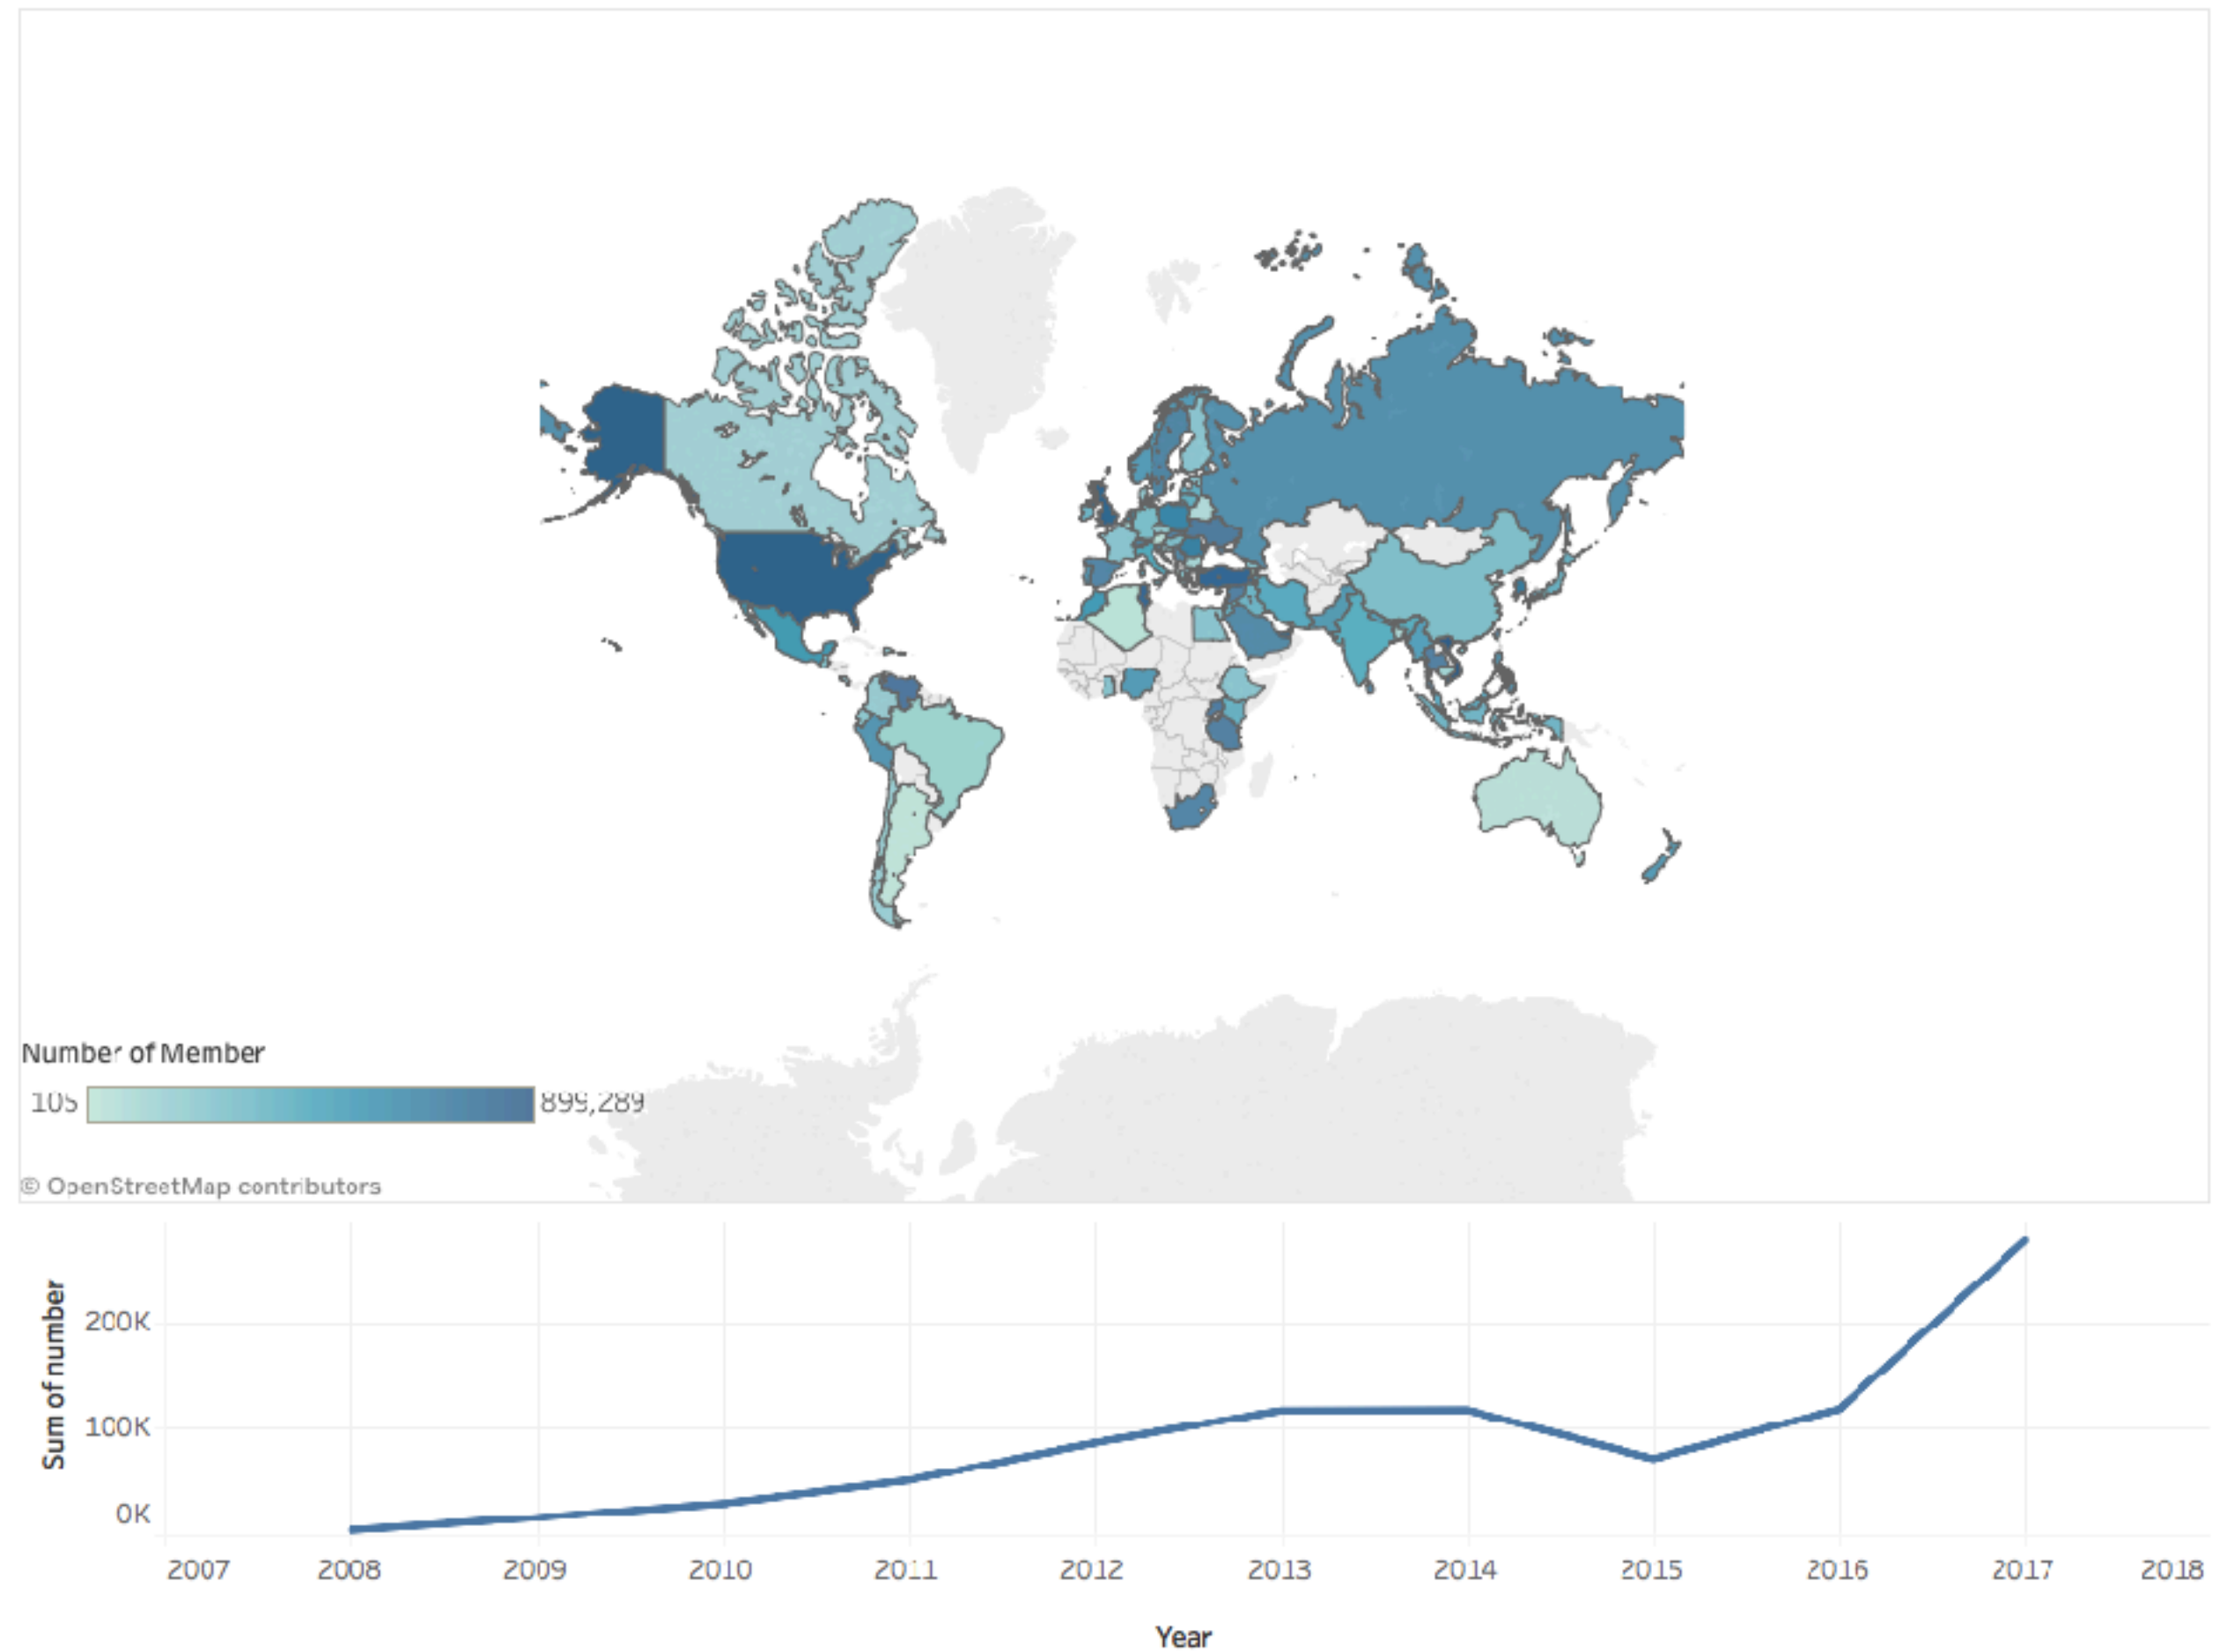 Number of Member
105 899,289
© OpenStreetMap contributors
Sum of number
200K
100K
0K
2007 2008 2009 2010 2011 2012 2013 2014 2015 2016 2017 2018
Year